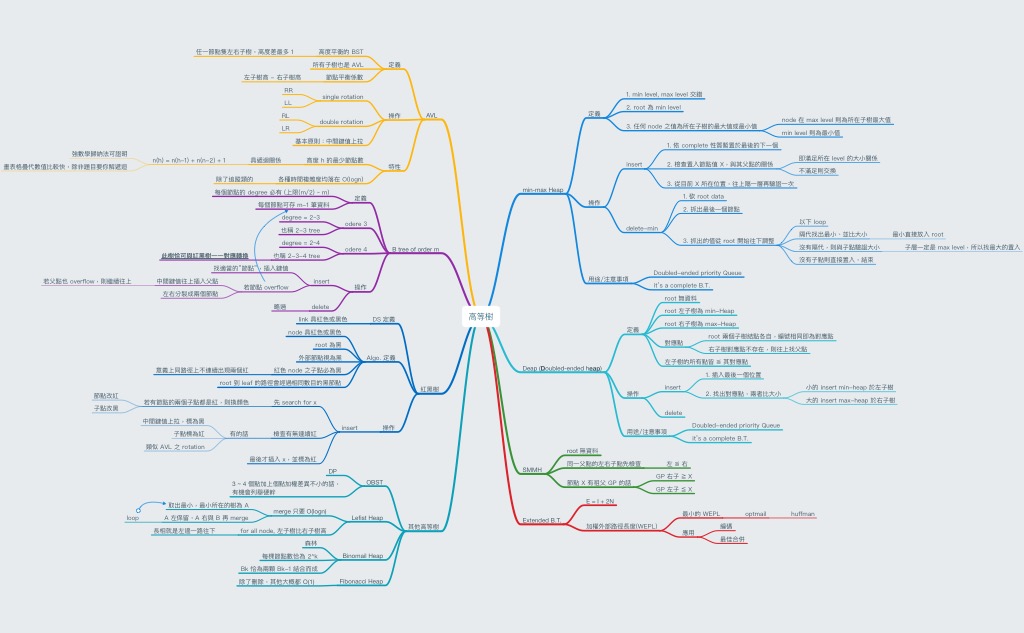 高等樹
AVL
定義
高度平衡的 BST
任一節點獲左右子樹，高度差最多 1
所有子樹也是 AVL
節點平衡係數
左子樹高 - 右子樹高
操作
single rotation
RR
LL
double rotation
RL
LR
基本原則：中間鍵值上拉
特性
高度 h 的最少節點數
具遞迴關係
n(h) = n(h-1) + n(h-2) + 1
強數學歸納法可證明
畫表格疊代數值比較快，除非題目要你解遞迴
各種時間複雜度均落在 O(logn)
除了追蹤類的
B tree of order m
定義
每個節點的 degree 必有 (上限(m/2) ~ m)
每個節點可存 m-1 筆資料
odere 3
degree = 2~3
也稱 2-3 tree
odere 4
degree = 2~4
也稱 2-3-4 tree
此樹恰可與紅黑樹一一對應轉換
操作
insert
找適當的"節點"，插入鍵值
若節點 overflow
中間鍵值往上插入父點
若父點也 overflow，則繼續往上
左右分裂成兩個節點
delete
略過
紅黑樹
DS 定義
link 具紅色或黑色
Algo. 定義
node 具紅色或黑色
root 為黑
外部節點視為黑
紅色 node 之子點必為黑
意義上同路徑上不連續出現兩個紅
root 到 leaf 的路徑會經過相同數目的黑節點
操作
insert
先 search for x
若有節點的兩個子點都是紅，則換顏色
節點改紅
子點改黑
檢查有無連續紅
有的話
中間鍵值上拉，標為黑
子點標為紅
類似 AVL 之 rotation
最後才插入 x，並標為紅
其他高等樹
OBST
DP
3 ~ 4 個點加上個點加權差異不小的話，
有機會列舉硬幹
Lefist Heap
merge 只要 O(logn)
取出最小，最小所在的樹為 A
A 左保留，A 右與 B 再 merge
loop
for all node, 左子樹比右子樹高
長相就是左邊一路往下
Binomail Heap
森林
每棵節點數恰為 2^k
Bk 恰為兩顆 Bk-1 結合而成
Fibonacci Heap
除了刪除，其他大概都 O(1)
min-max Heap
定義
1. min level, max level 交錯
2. root 為 min level
3. 任何 node 之值為所在子樹的最大值或最小值
node 在 max level 則為所在子樹最大值
min level 則為最小值
操作
insert
1. 依 complete 性質暫置於最後的下一個
2. 檢查置入節點值 X，與其父點的關係
即滿足所在 level 的大小關係
不滿足則交換
3. 從目前 X 所在位置，往上隔一層再驗證一次
delete-min
1. 砍 root data
2. 抓出最後一個節點
3. 抓出的值從 root 開始往下調整
以下 loop
隔代找出最小，並比大小
最小直接放入 root
沒有隔代，則與子點驗證大小
子層一定是 max level，所以找最大的置入
沒有子點則直接置入，結束
用途/注意事項
Doubled-ended priority Queue
it's a complete B.T.
Deap (Doubled-ended heap)
定義
root 無資料
root 左子樹為 min-Heap
root 右子樹為 max-Heap
對應點
root 兩個子樹結點各自，編號相同即為對應點
右子樹對應點不存在，則往上找父點
左子樹的所有點皆 ≤ 其對應點
操作
insert
1. 插入最後一個位置
2. 找出對應點，兩者比大小
小的 insert min-heap 於左子樹
大的 insert max-heap 於右子樹
delete
用途/注意事項
Doubled-ended priority Queue
it's a complete B.T.
SMMH
root 無資料
同一父點的左右子點先檢查
左 ≤ 右
節點 X 有祖父 GP 的話
GP 右子 ≥ X
GP 左子 ≤ X
Extended B.T.
E = I + 2N
加權外部路徑長度(WEPL)
最小的 WEPL
optmail
huffman
應用
編碼
最佳合併